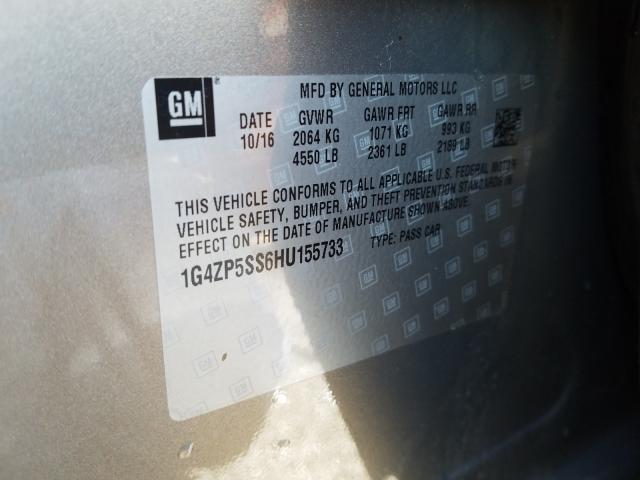 GM
MFD BY GENERAL MOTORS LLC
DATE GVWR GAWR FRT GAWR RR
10/16 2064 KG 1071 KG 993 KG
4550 LB 2361 LB 2189 LB
THIS VEHICLE CONFORMS TO ALL APPLICABLE U.S. FEDERAL MOTOR
VEHICLE SAFETY, BUMPER, AND THEFT PREVENTION STANDARDS IN
EFFECT ON THE DATE OF MANUFACTURE SHOWN ABOVE.
1G4ZP5SS6HU155733 TYPE: PASS CAR